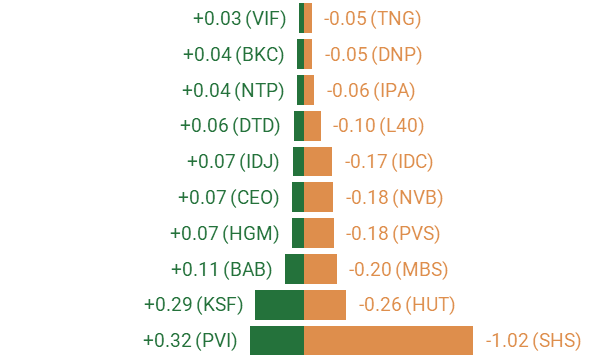 +0.03 (VIF) -0.05 (TNG)
+0.04 (BKC) -0.05 (DNP)
+0.04 (NTP) -0.06 (IPA)
+0.06 (DTD) -0.10 (L40)
+0.07 (IDJ) -0.17 (IDC)
+0.07 (CEO) -0.18 (NVB)
+0.07 (HGM) -0.18 (PVS)
+0.11 (BAB) -0.20 (MBS)
+0.29 (KSF) -0.26 (HUT)
+0.32 (PVI) -1.02 (SHS)